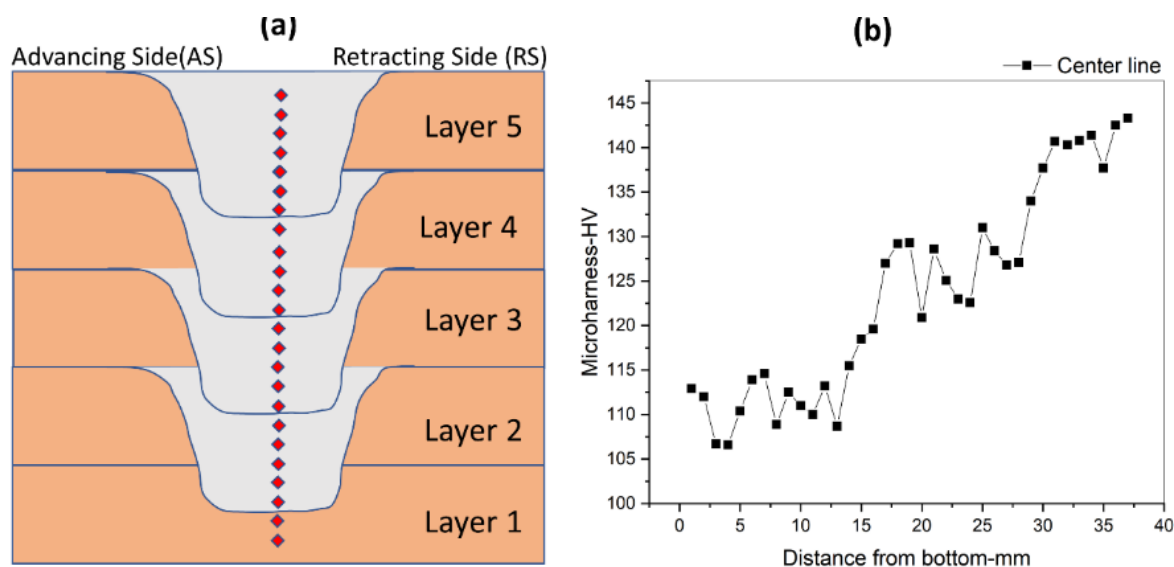 (a)
Advancing Side(AS)
Retracting Side (RS)
Layer 5
Layer 4
Layer 3
Layer 2
Layer 1
(b)
Center line
145
140
135
130
125
120
115
110
105
100
Microharness-HV
0 5 10 15 20 25 30 35 40
Distance from bottom-mm